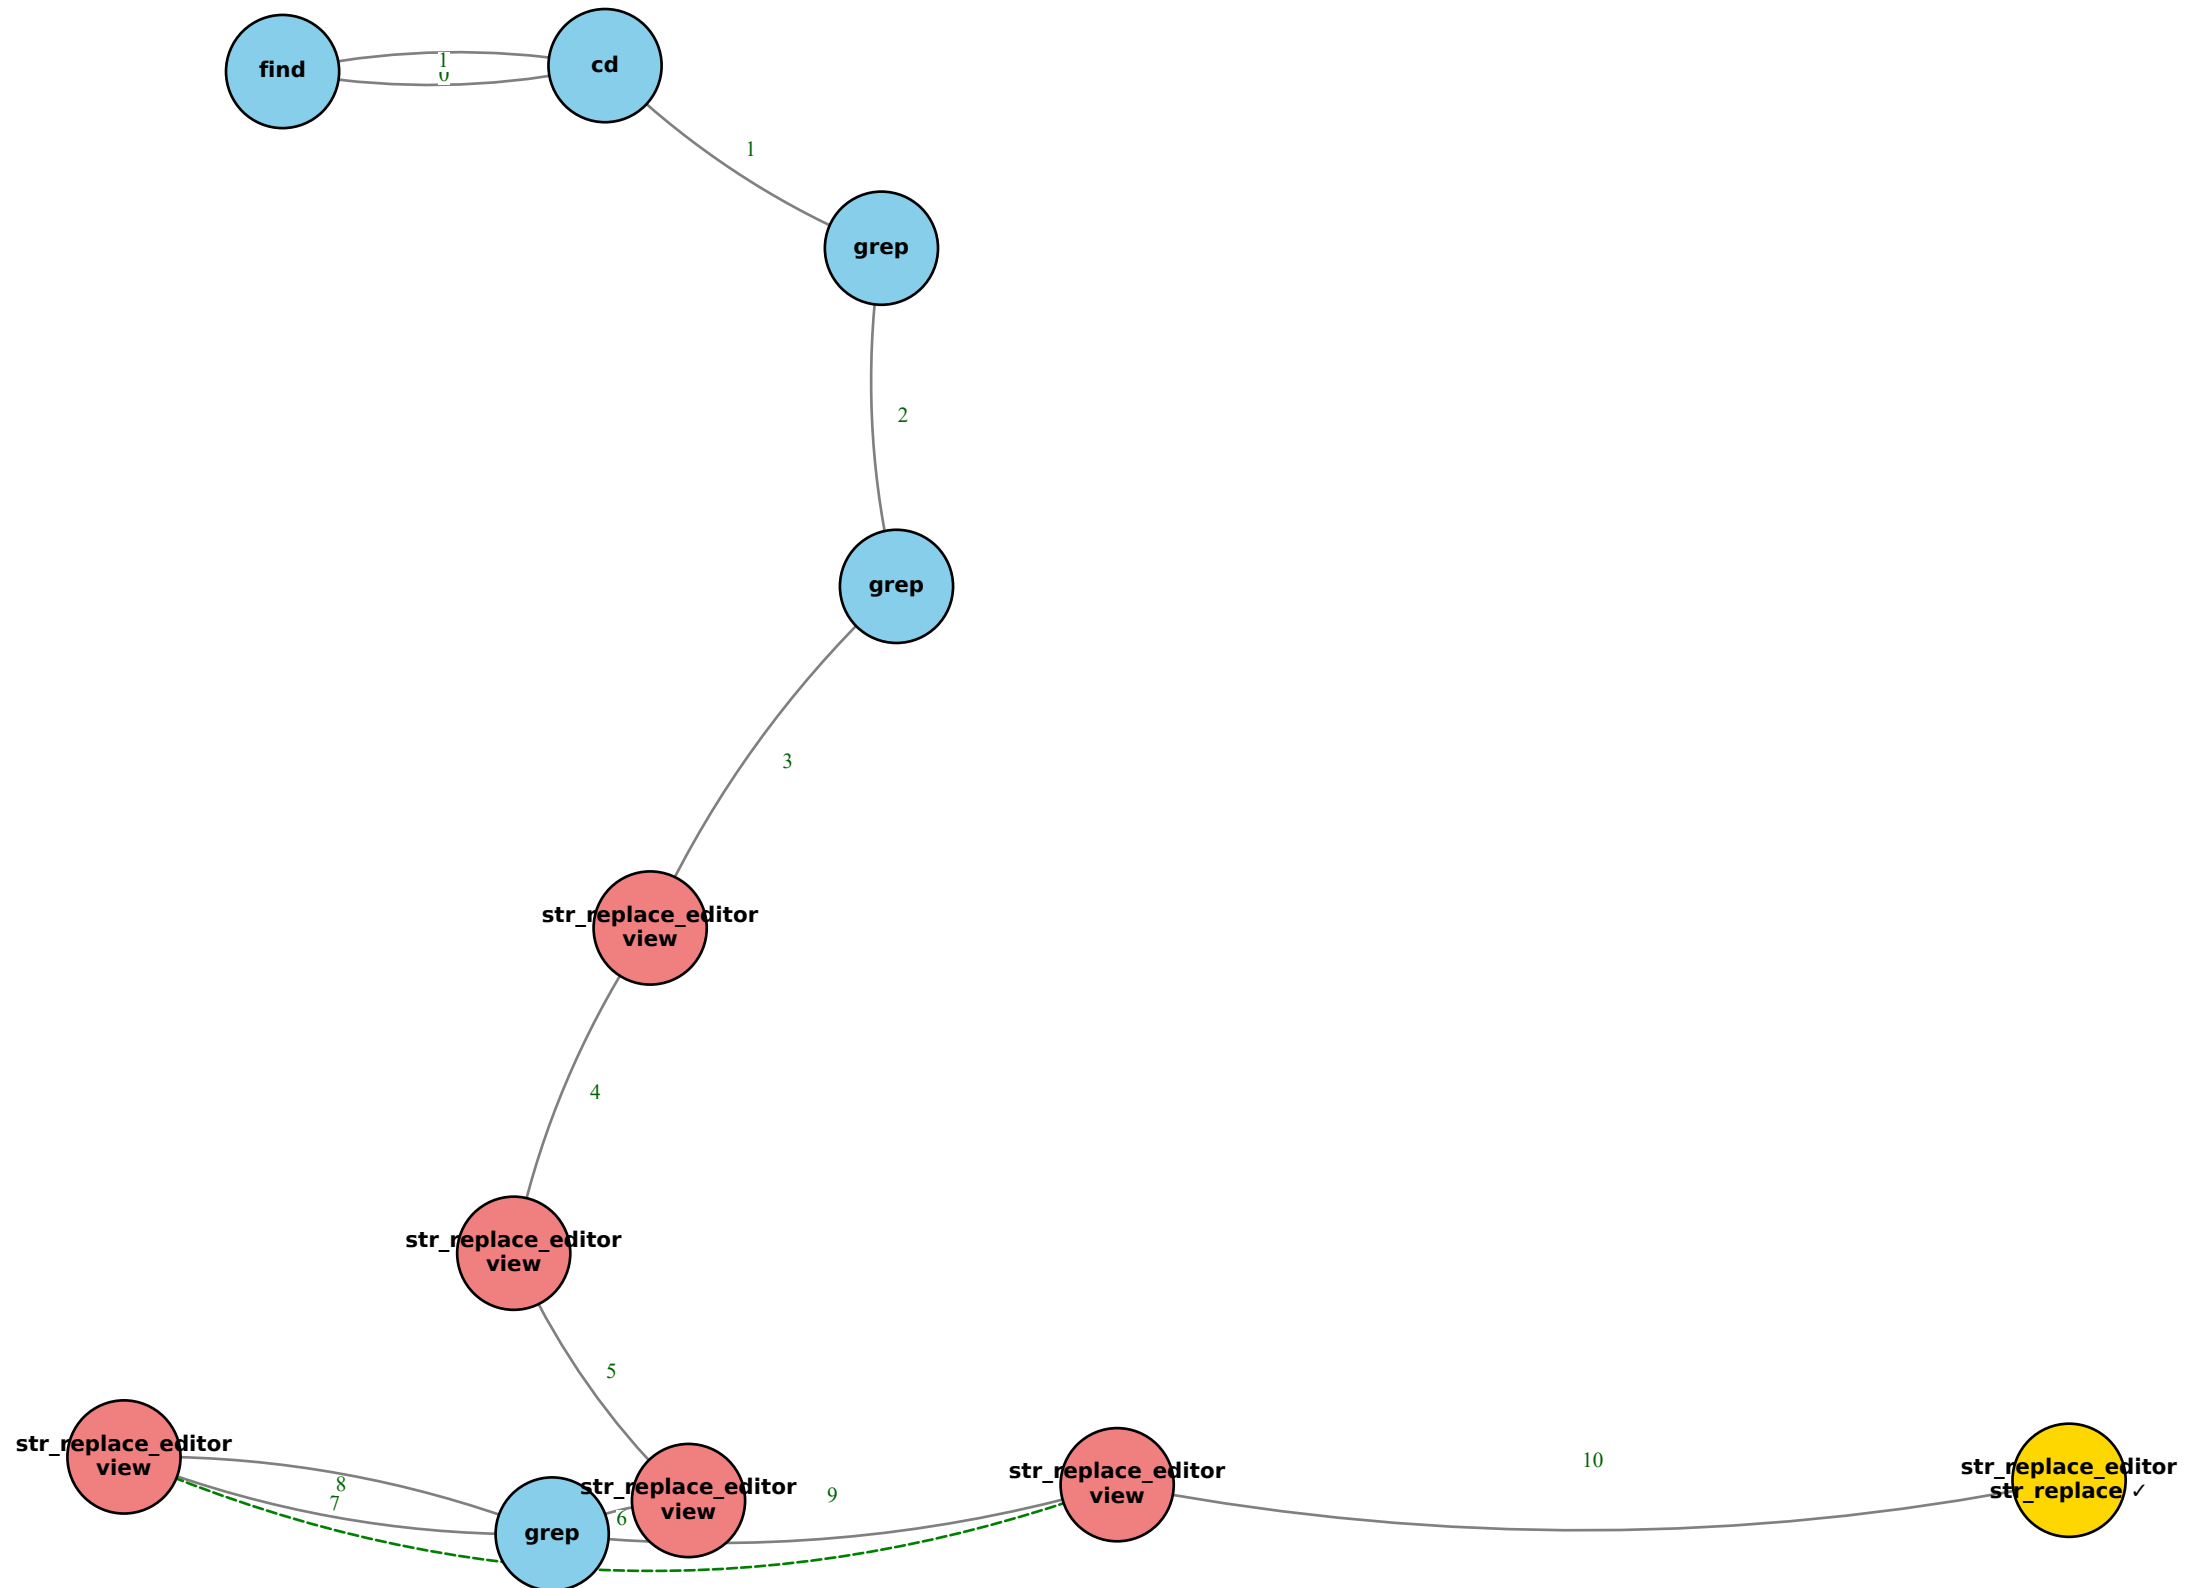 find
cd
1
0
1
grep
2
grep
3
str_replace_editor
view
4
str_replace_editor
view
5
str_replace_editor
view
8
7
grep
6
str_replace_editor
view
9
str_replace_editor
view
10
str_replace_editor
str_replace ✓